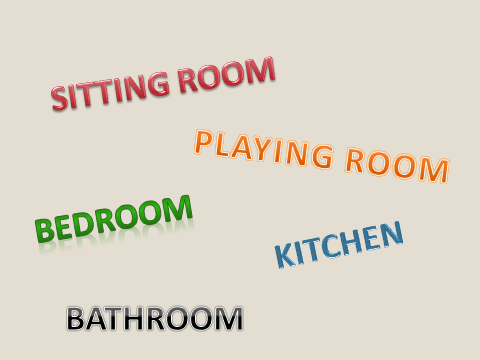 SITTING ROOM
PLAYING ROOM
BEDROOM
KITCHEN
BATHROOM